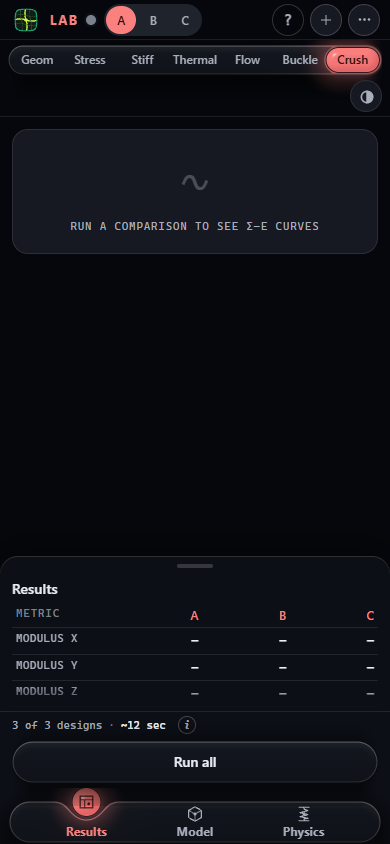 LAB A B C ? + ...
Geom Stress Stiff Thermal Flow Buckle Crush
RUN A COMPARISON TO SEE Σ–Ε CURVES
Results
METRIC A B C
MODULUS X — — —
MODULUS Y — — —
MODULUS Z — — —
3 of 3 designs · ~12 sec i
Run all
Results Model Physics